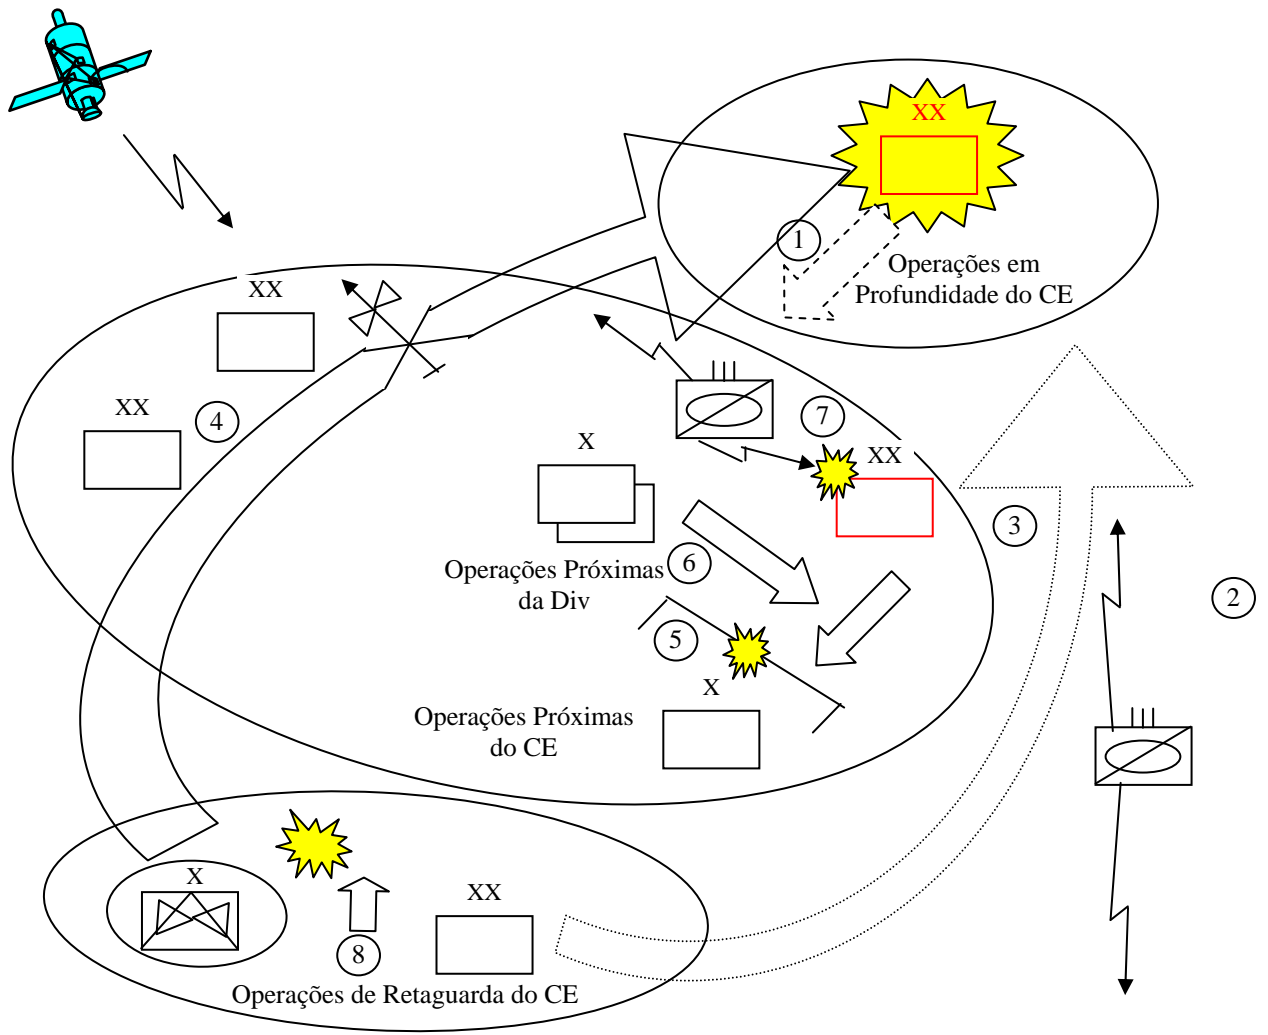 XX
1
Operações em
Profundidade do CE
XX
XX
4
7
X
XX
3
Operações Próximas
da Div
6
2
5
X
Operações Próximas
do CE
X
XX
8
Operações de Retaguarda do CE